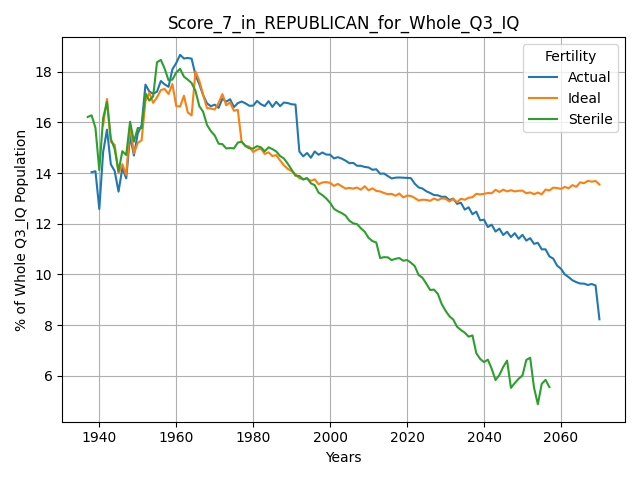 Score_7_in_REPUBLICAN_for_Whole_Q3_IQ
Fertility
Actual
Ideal
Sterile
% of Whole Q3_IQ Population
18
16
14
12
10
8
6
1940 1960 1980 2000 2020 2040 2060
Years